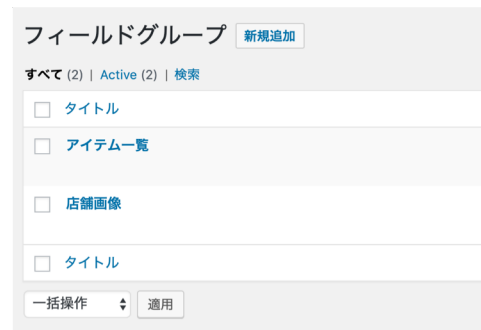 フィールドグループ 新規追加
すべて (2) | Active (2) | 検索
タイトル
アイテム一覧
店舗画像
タイトル
一括操作 適用